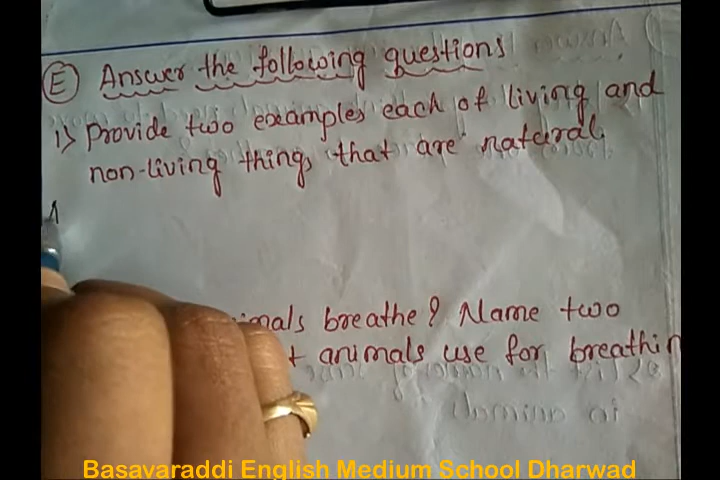 E Answer the following questions
1) Provide two examples each of living and
non-living things that are natural.
A
animals breathe? Name two
animals use for breathin
Basavaraddi English Medium School Dharwad